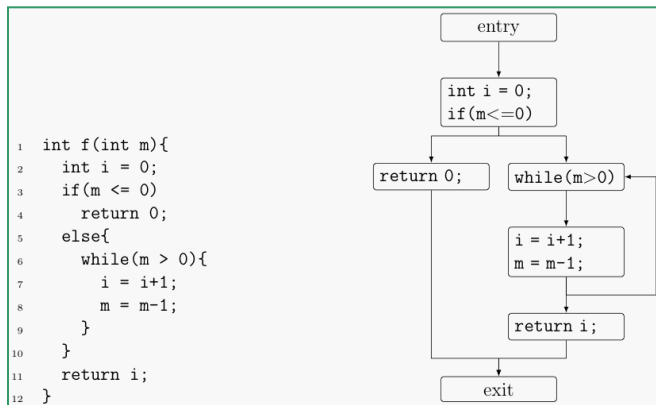 1 int f(int m){
2 int i = 0;
3 if(m <= 0)
4 return 0;
5 else{
6 while(m > 0){
7 i = i+1;
8 m = m-1;
9 }
10 }
11 return i;
12 }
entry
int i = 0;
if(m<=0)
return 0;
while(m>0)
i = i+1;
m = m-1;
return i;
exit